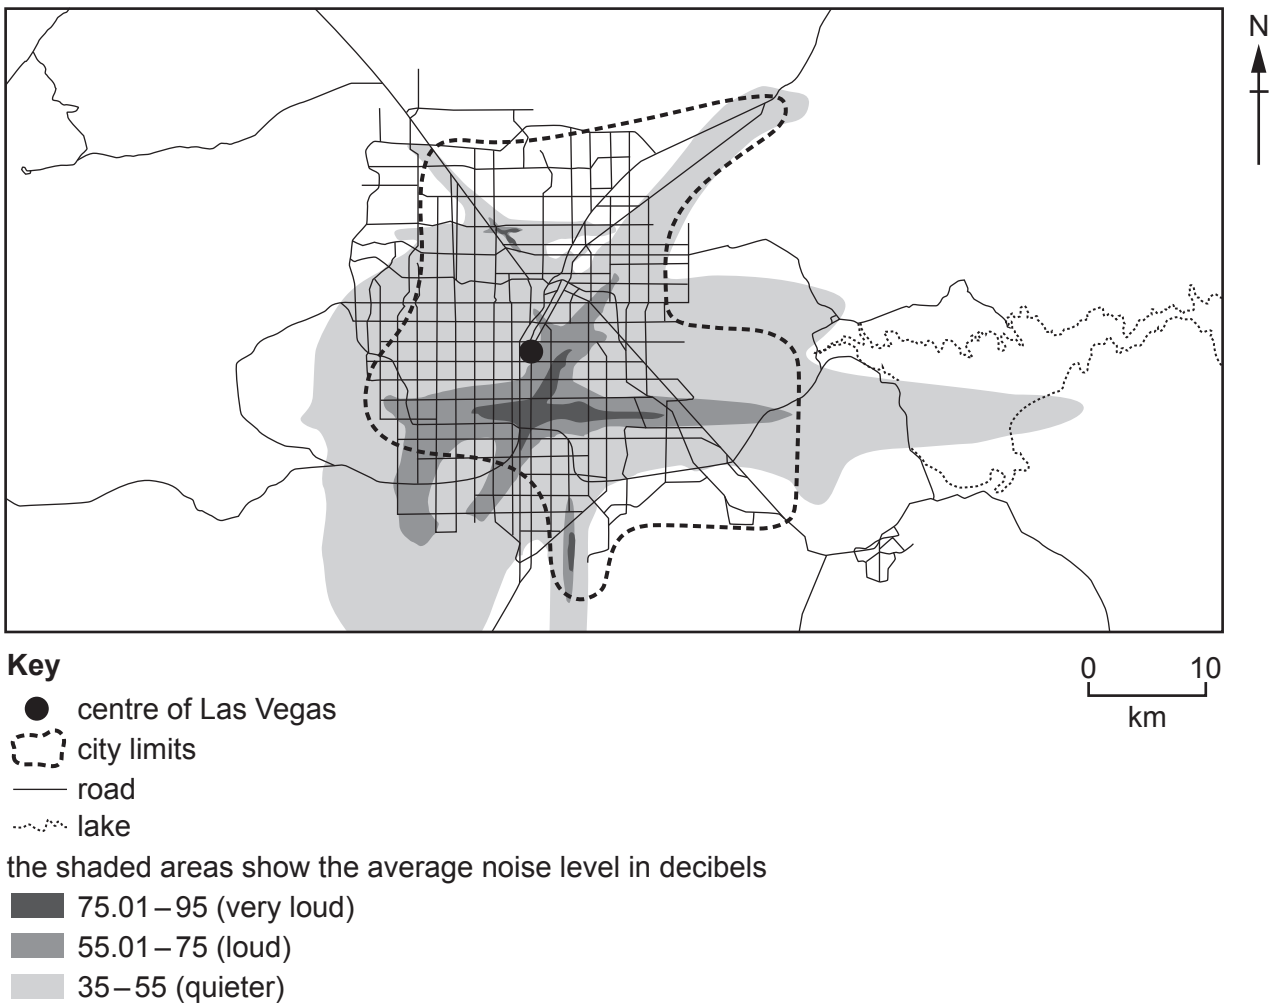 N
Key
0 10
km
centre of Las Vegas
city limits
road
lake
the shaded areas show the average noise level in decibels
75.01–95 (very loud)
55.01–75 (loud)
35–55 (quieter)